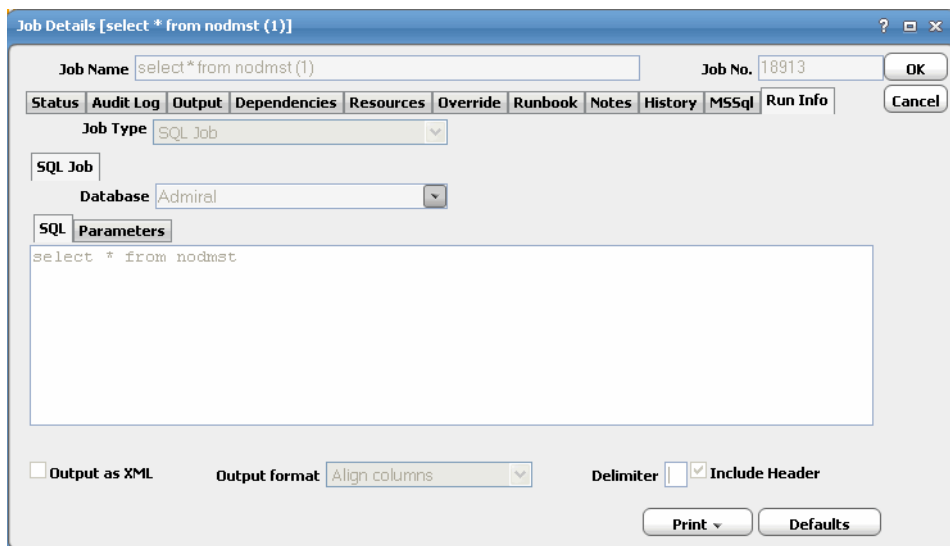 Job Details [select * from nodmst (1)] ?
Job Name select * from nodmst (1) Job No. 18913 OK
Status Audit Log Output Dependencies Resources Override Runbook Notes History MSSql Run Info Cancel
Job Type SQL Job
SQL Job
Database Admiral
SQL Parameters
select * from nodmst
Output as XML Output format Align columns Delimiter Include Header
Print Defaults